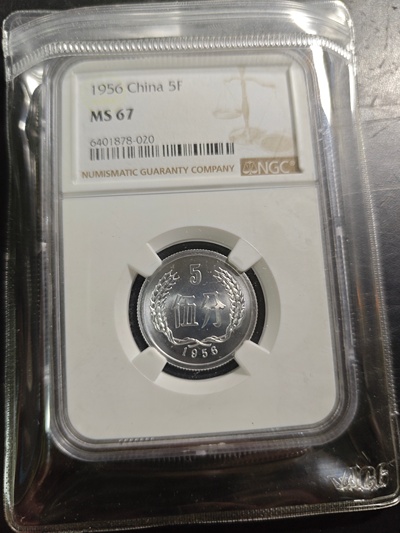 1956 China 5F
MS 67
6401878-020
NUMISMATIC GUARANTY COMPANY NGC
5
伍分
1956